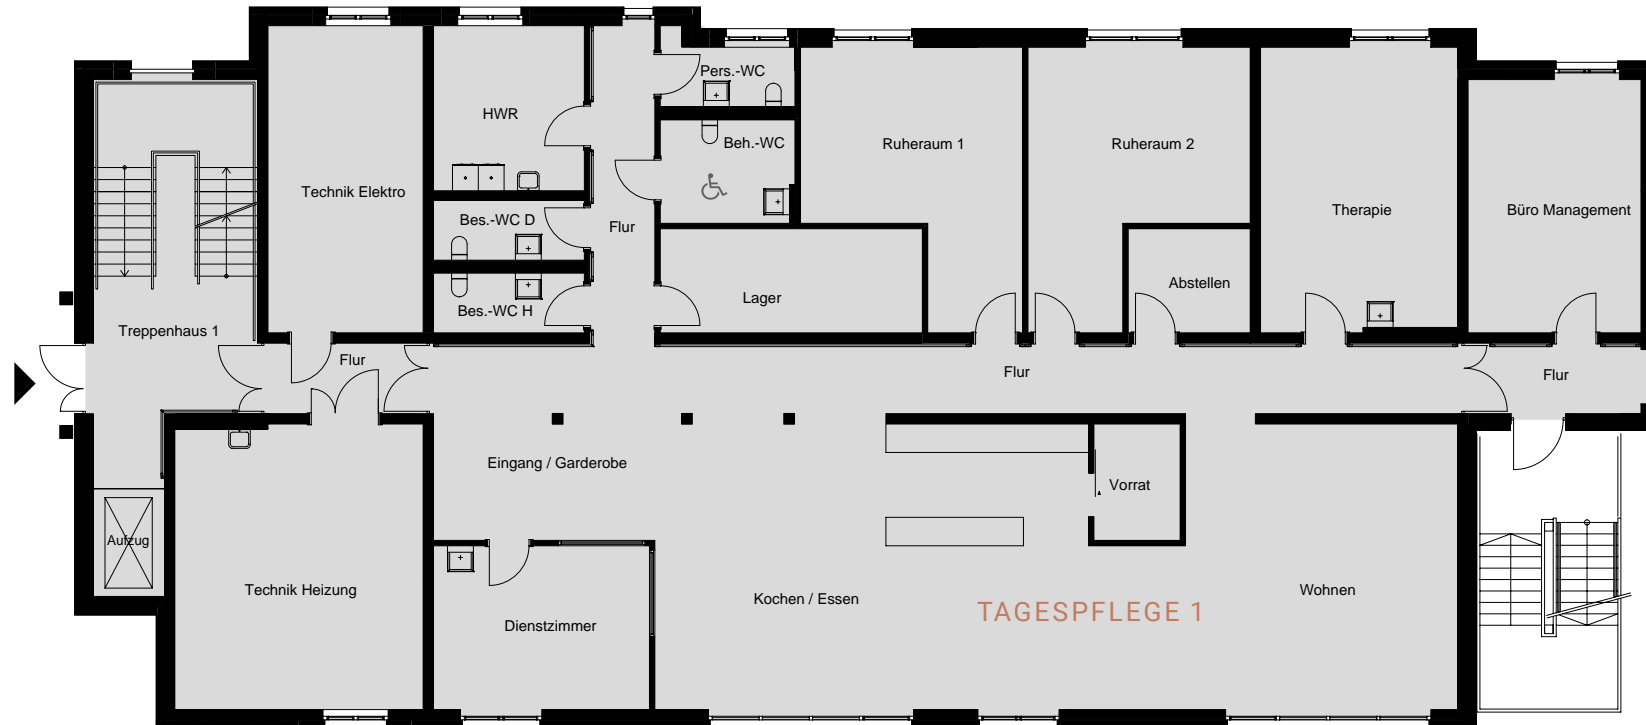 Pers.-WC
HWR
Beh.-WC
Ruheraum 1
Ruheraum 2
Technik Elektro
Therapie
Büro Management
Bes.-WC D
Flur
Abstellen
Lager
Bes.-WC H
Treppenhaus 1
Flur
Flur
Flur
Eingang / Garderobe
Vorrat
Aufzug
Technik Heizung
Kochen / Essen
Wohnen
TAGESPFLEGE 1
Dienstzimmer